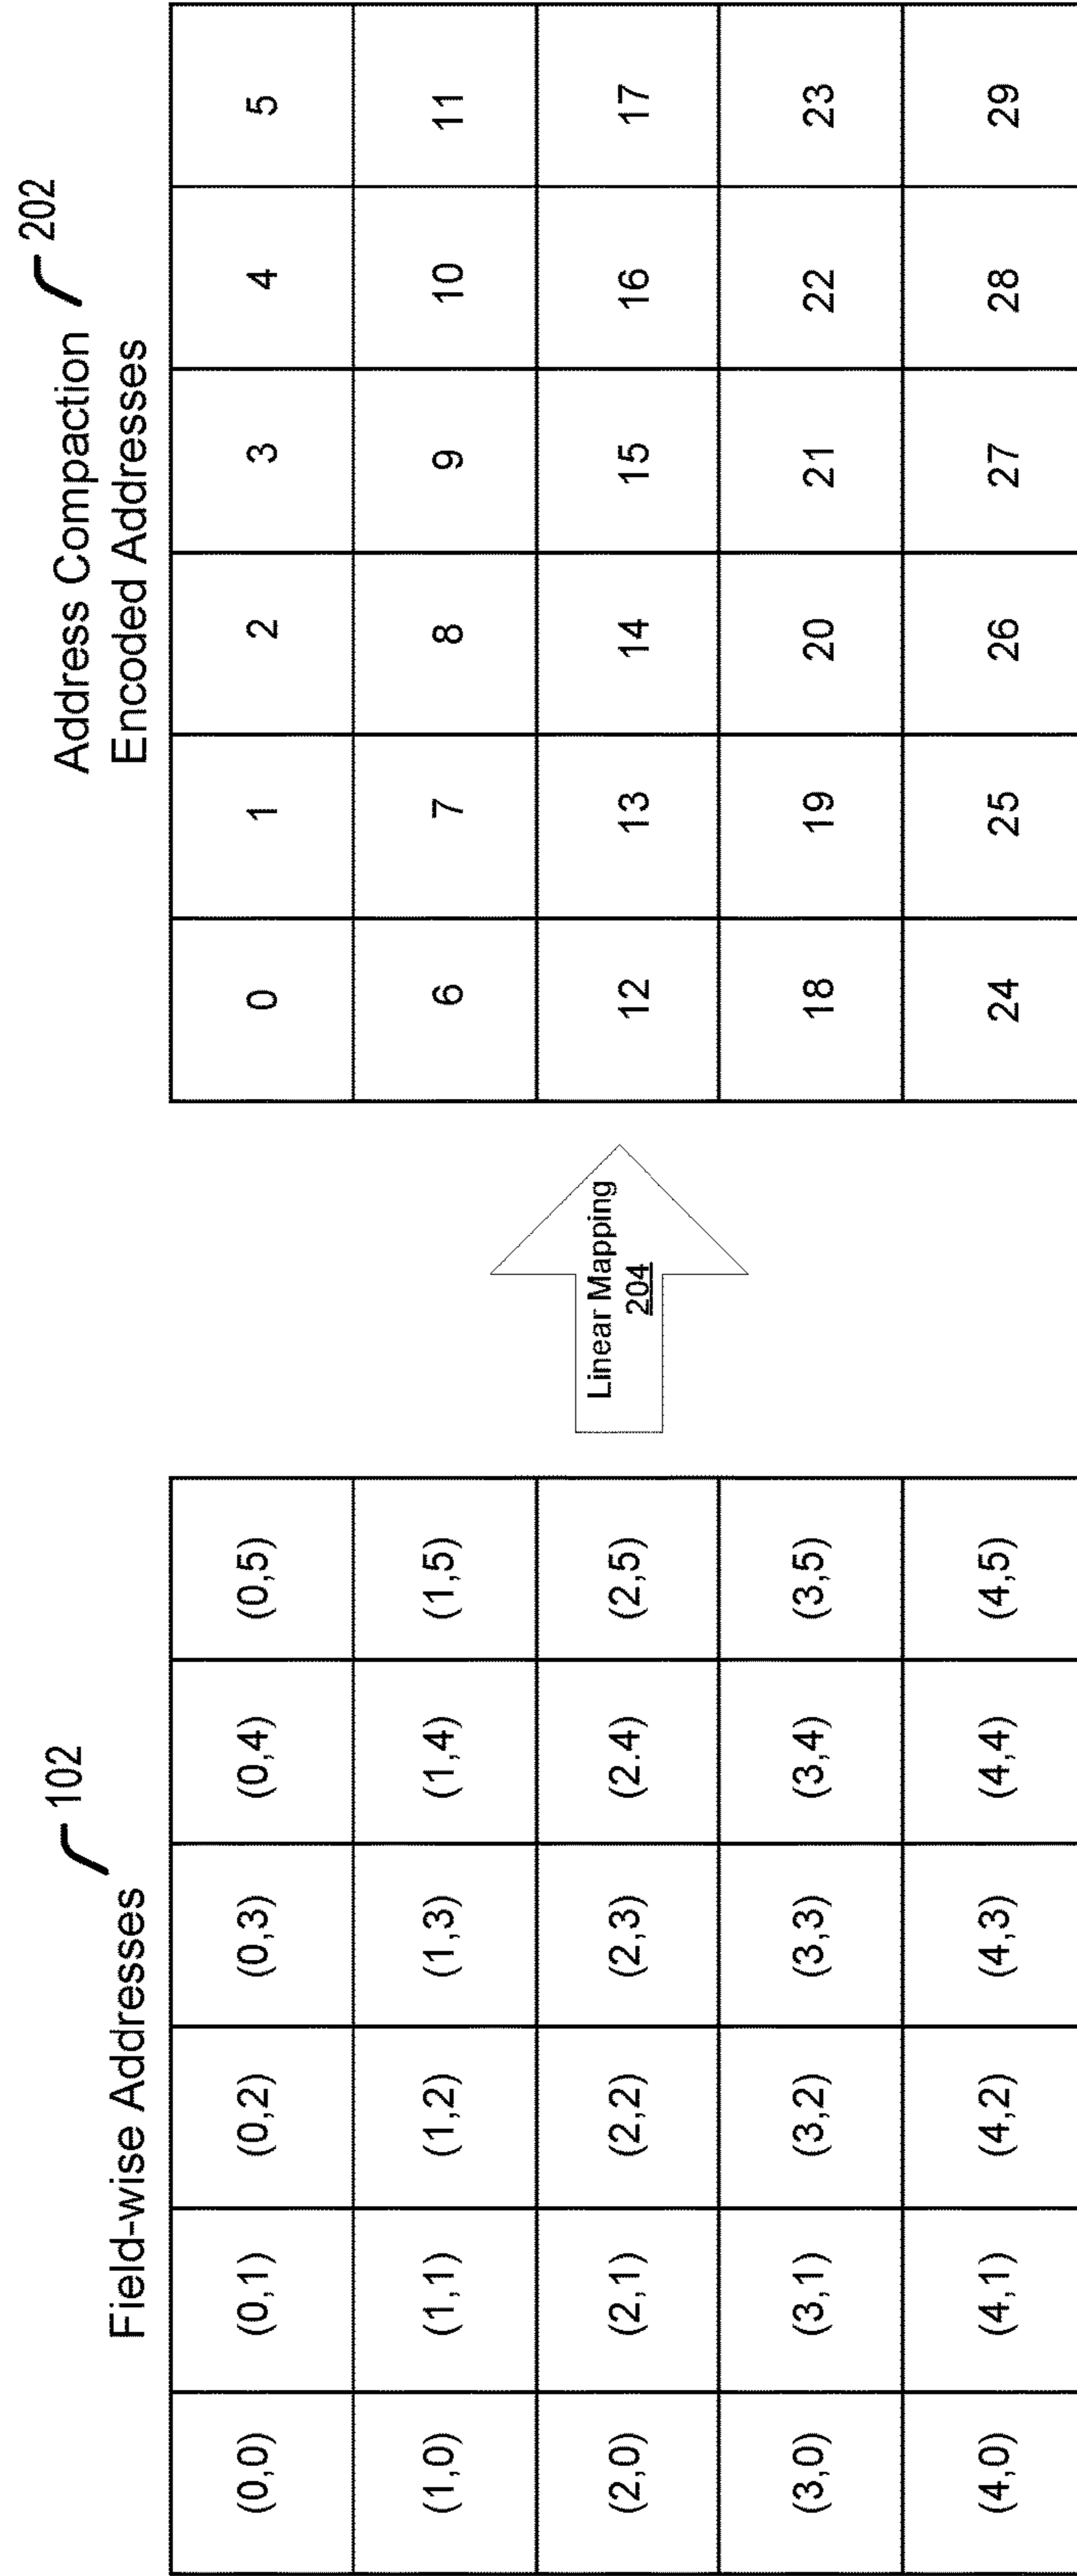 Field-wise Addresses
102
(0,0) (0,1) (0,2) (0,3) (0,4) (0,5)
(1,0) (1,1) (1,2) (1,3) (1,4) (1,5)
(2,0) (2,1) (2,2) (2,3) (2.4) (2,5)
(3,0) (3,1) (3,2) (3,3) (3,4) (3,5)
(4,0) (4,1) (4,2) (4,3) (4,4) (4,5)
Linear Mapping
204
Address Compaction
Encoded Addresses
202
0 1 2 3 4 5
6 7 8 9 10 11
12 13 14 15 16 17
18 19 20 21 22 23
24 25 26 27 28 29